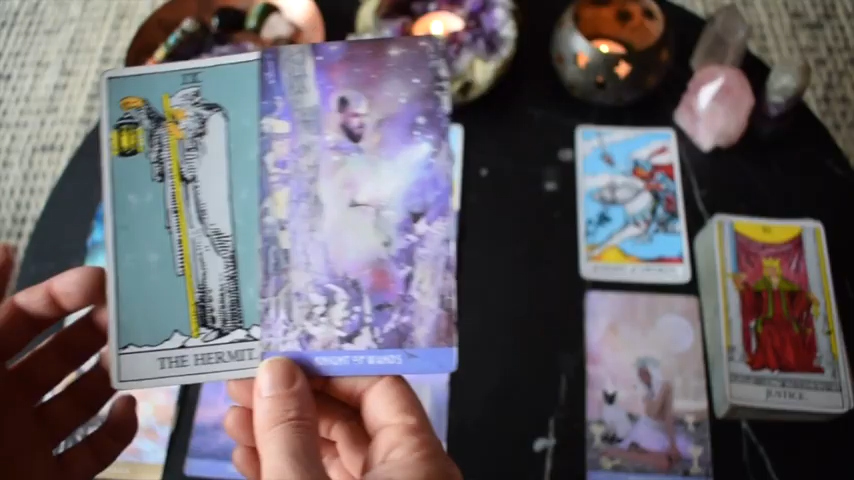 IX
THE HERMIT.
KNIGHT OF WANDS
JUSTICE.